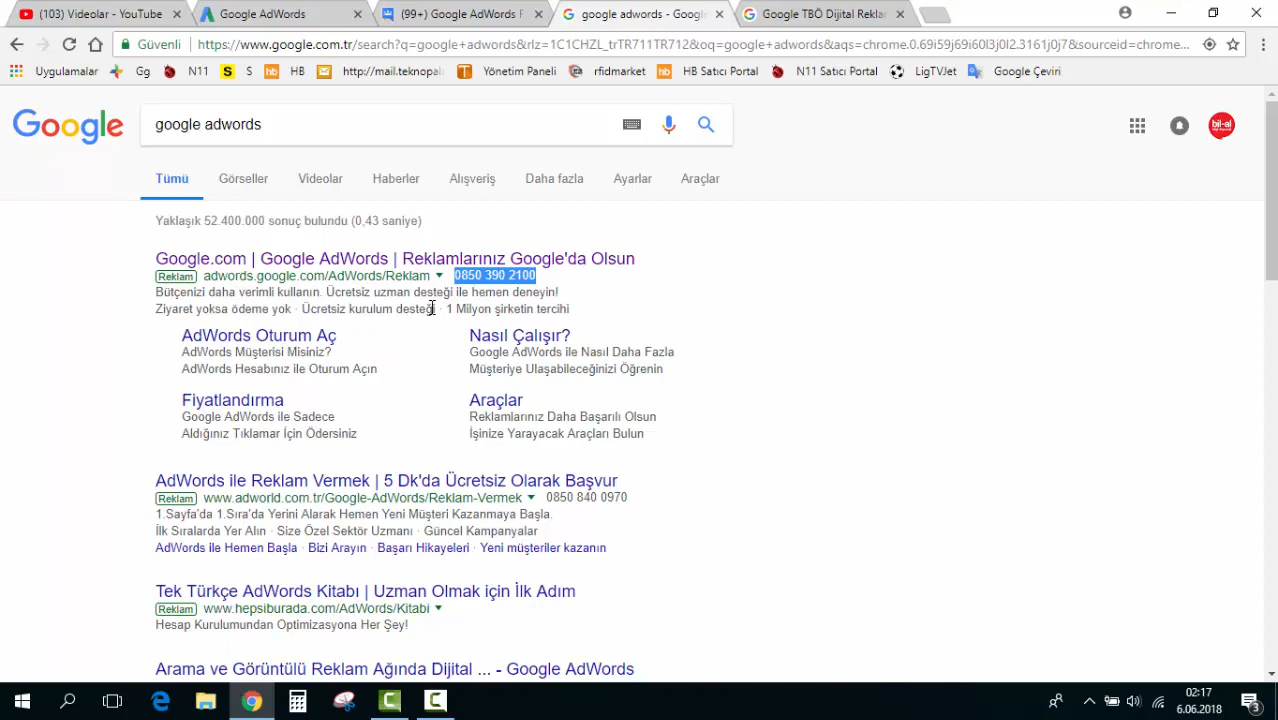 (103) Videolar - YouTube
Google AdWords
(99+) Google AdWords F
google adwords - Google
Google TBÖ Dijital Reklar
Güvenli
https://www.google.com.tr/search?q=google+adwords&rlz=1C1CHZL_trTR711TR712&oq=google+adwords&aqs=chrome.0.69i59j69i60l3j0l2.3161j0j7&sourceid=chrome...
Uygulamalar
Gg
N11
S
HB
http://mail.teknopal
Yönetim Paneli
rfidmarket
HB Satıcı Portal
N11 Satıcı Portal
LigTVJet
Google Çeviri
Google
google adwords
bil-al
Tümü
Görseller
Videolar
Haberler
Alışveriş
Daha fazla
Ayarlar
Araçlar
Yaklaşık 52.400.000 sonuç bulundu (0,43 saniye)
Google.com | Google AdWords | Reklamlarınız Google'da Olsun
Reklam adwords.google.com/AdWords/Reklam 0850 390 2100
Bütçenizi daha verimli kullanın. Ücretsiz uzman desteği ile hemen deneyin!
Ziyaret yoksa ödeme yok · Ücretsiz kurulum desteği · 1 Milyon şirketin tercihi
AdWords Oturum Aç
AdWords Müşterisi Misiniz?
AdWords Hesabınız ile Oturum Açın
Nasıl Çalışır?
Google AdWords ile Nasıl Daha Fazla
Müşteriye Ulaşabileceğinizi Öğrenin
Fiyatlandırma
Google AdWords ile Sadece
Aldığınız Tıklamar İçin Ödersiniz
Araçlar
Reklamlarınız Daha Başarılı Olsun
İşinize Yarayacak Araçları Bulun
AdWords ile Reklam Vermek | 5 Dk'da Ücretsiz Olarak Başvur
Reklam www.adworld.com.tr/Google-AdWords/Reklam-Vermek 0850 840 0970
1.Sayfa'da 1.Sıra'da Yerini Alarak Hemen Yeni Müşteri Kazanmaya Başla.
İlk Sıralarda Yer Alın · Size Özel Sektör Uzmanı · Güncel Kampanyalar
AdWords ile Hemen Başla · Bizi Arayın · Başarı Hikayeleri · Yeni müşteriler kazanın
Tek Türkçe AdWords Kitabı | Uzman Olmak için İlk Adım
Reklam www.hepsiburada.com/AdWords/Kitabi
Hesap Kurulumundan Optimizasyona Her Şey!
Arama ve Görüntülü Reklam Ağında Dijital ... - Google AdWords
02:17
6.06.2018
3